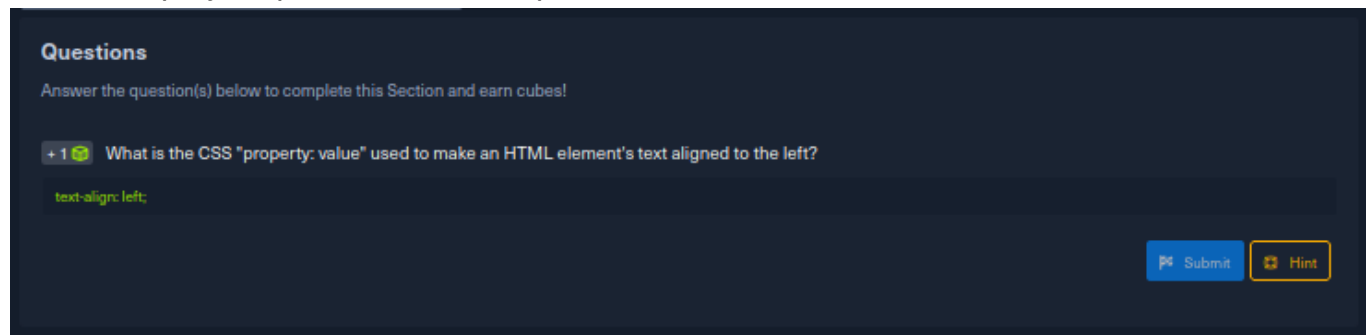 Questions
Answer the question(s) below to complete this Section and earn cubes!
+ 1 What is the CSS "property: value" used to make an HTML element's text aligned to the left?
text-align: left;
Submit Hint